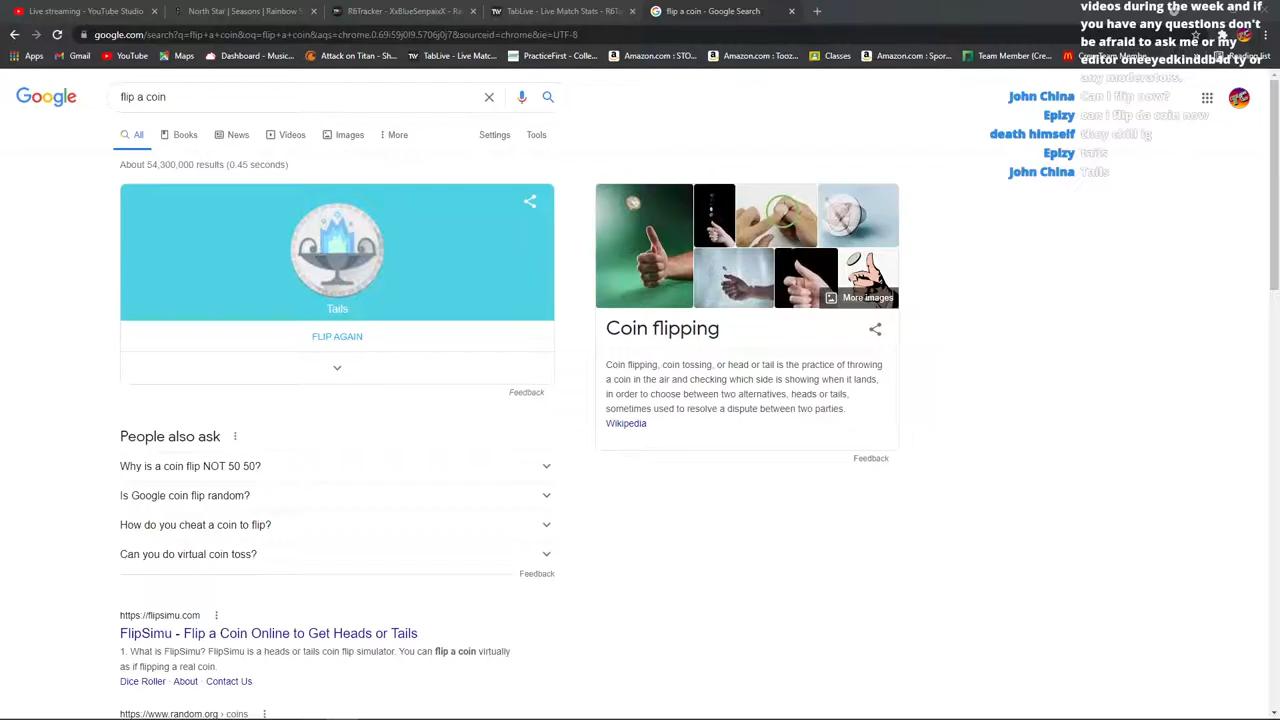 Live streaming - YouTube Studio
North Star | Seasons | Rainbow S
R6Tracker - XxBlueSenpaixX - Ra
TabLive - Live Match Stats - R6T
flip a coin - Google Search
google.com/search?q=flip+a+coin&oq=flip+a+coin&aqs=chrome.0.69i59j0l9.5706j0j7&sourceid=chrome&ie=UTF-8
Apps
Gmail
YouTube
Maps
Dashboard - Music...
Attack on Titan
TabLive - Live Matc...
PracticeFirst - Collec...
Amazon.com : STO...
Amazon.com : Tooz...
Classes
Amazon.com : Spor...
Team Member (Cre...
videos during the week and if
you have any questions don't
be afraid to ask me or my
any moderators.
John China Can I flip now?
Epizy can i flip da coin now
death himself they chill ig
Epizy tails
John China Tails
Google
flip a coin
All
Books
News
Videos
Images
More
Settings
Tools
About 54,300,000 results (0.45 seconds)
Tails
FLIP AGAIN
Feedback
More images
Coin flipping
Coin flipping, coin tossing, or head or tail is the practice of throwing
a coin in the air and checking which side is showing when it lands,
in order to choose between two alternatives, heads or tails,
sometimes used to resolve a dispute between two parties.
Wikipedia
Feedback
People also ask
Why is a coin flip NOT 50 50?
Is Google coin flip random?
How do you cheat a coin to flip?
Can you do virtual coin toss?
Feedback
https://flipsimu.com
FlipSimu - Flip a Coin Online to Get Heads or Tails
1. What is FlipSimu? FlipSimu is a heads or tails coin flip simulator. You can flip a coin virtually
as if flipping a real coin.
Dice Roller · About · Contact Us
https://www.random.org › coins